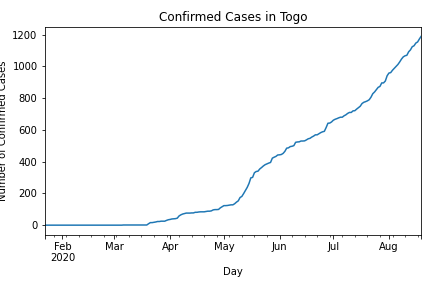 Confirmed Cases in Togo
Number of Confirmed Cases
1200
1000
800
600
400
200
0
Feb Mar Apr May Jun Jul Aug
2020
Day